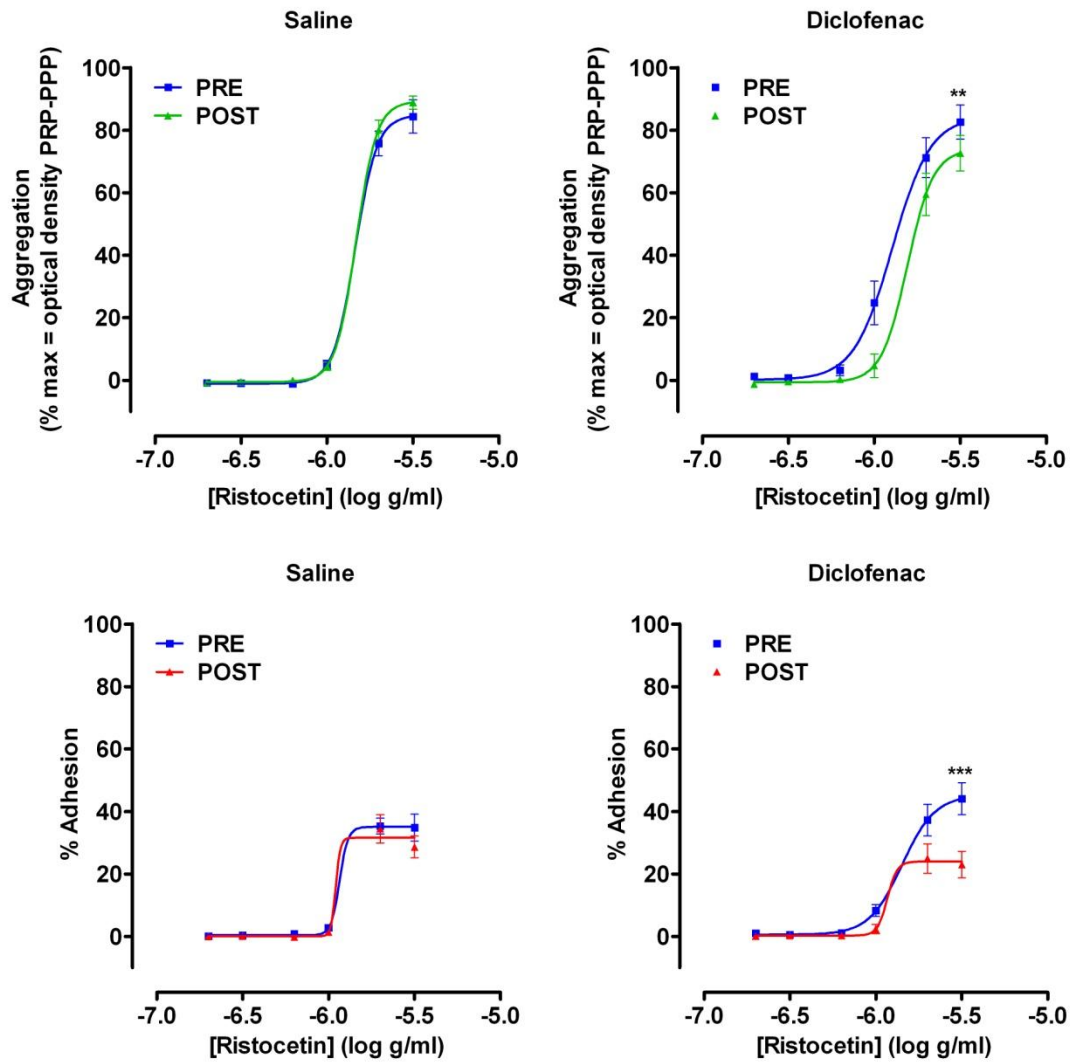 Saline
Aggregation
(% max = optical density PRP-PPP)
100
80
60
40
20
0
PRE
POST
-7.0 -6.5 -6.0 -5.5 -5.0
[Ristocetin] (log g/ml)
Diclofenac
Aggregation
(% max = optical density PRP-PPP)
100
80
60
40
20
0
PRE
POST
**
-7.0 -6.5 -6.0 -5.5 -5.0
[Ristocetin] (log g/ml)
Saline
% Adhesion
100
80
60
40
20
0
PRE
POST
-7.0 -6.5 -6.0 -5.5 -5.0
[Ristocetin] (log g/ml)
Diclofenac
% Adhesion
100
80
60
40
20
0
PRE
POST
***
-7.0 -6.5 -6.0 -5.5 -5.0
[Ristocetin] (log g/ml)